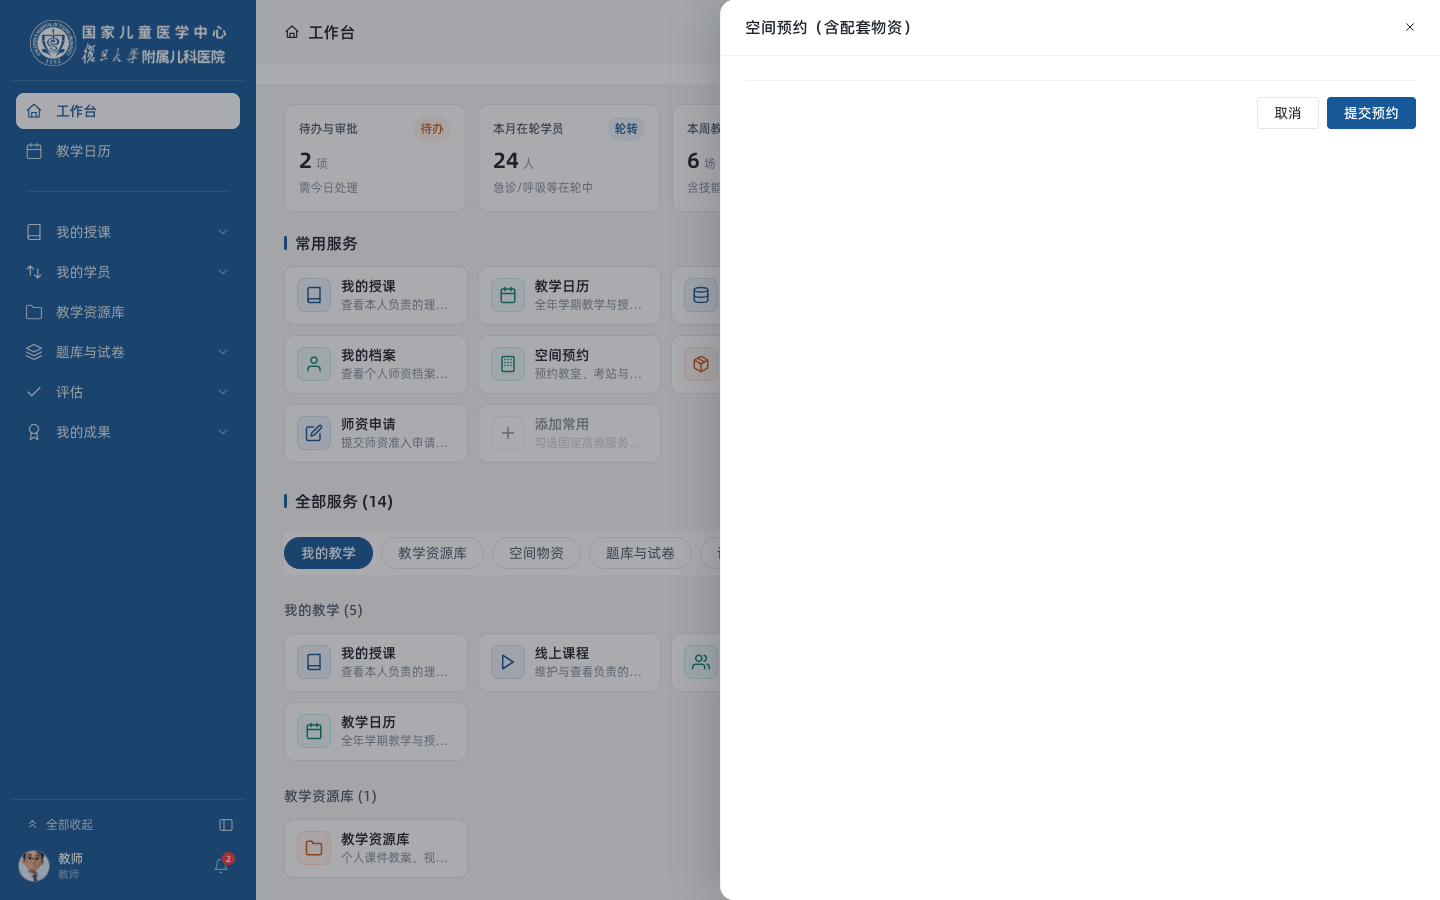 国家儿童医学中心
復旦大学附属儿科医院
工作台
教学日历
我的授课
我的学员
教学资源库
题库与试卷
评估
我的成果
全部收起
教师
教师
2
工作台
待办与审批
待办
2 项
需今日处理
本月在轮学员
轮转
24 人
急诊/呼吸等在轮中
本周教
6 场
含技能
常用服务
我的授课
查看本人负责的理...
教学日历
全年学期教学与授...
我的档案
查看个人师资档案...
空间预约
预约教室、考站与...
师资申请
提交师资准入申请...
添加常用
勾选固定高频服务...
全部服务 (14)
我的教学
教学资源库
空间物资
题库与试卷
我的教学 (5)
我的授课
查看本人负责的理...
线上课程
维护与查看负责的...
教学日历
全年学期教学与授...
教学资源库 (1)
教学资源库
个人课件教案、视...
空间预约（含配套物资）
取消
提交预约